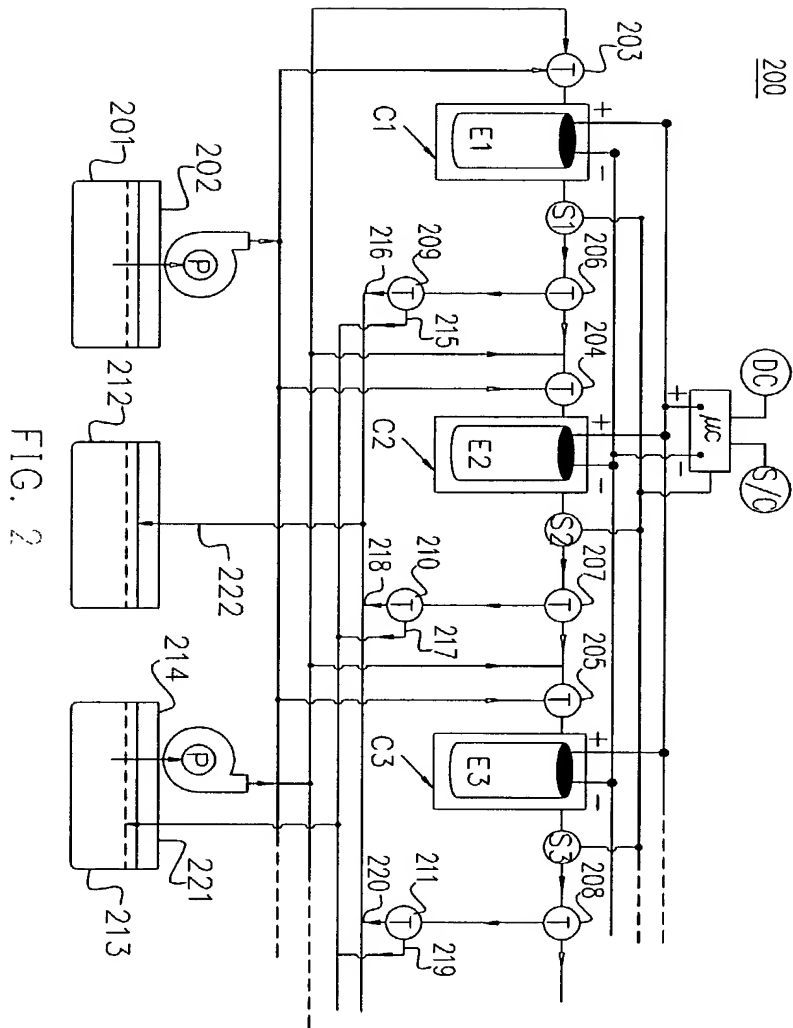 200
DC
S/C
μc
+
-
203
+
-
E1
C1
S1
T
206
T
204
T
+
-
E2
C2
S2
207
T
205
T
+
-
E3
C3
S3
208
T
209
T
216
215
210
T
218
217
211
T
220
219
202
201
P
212
222
214
P
221
213
FIG. 2